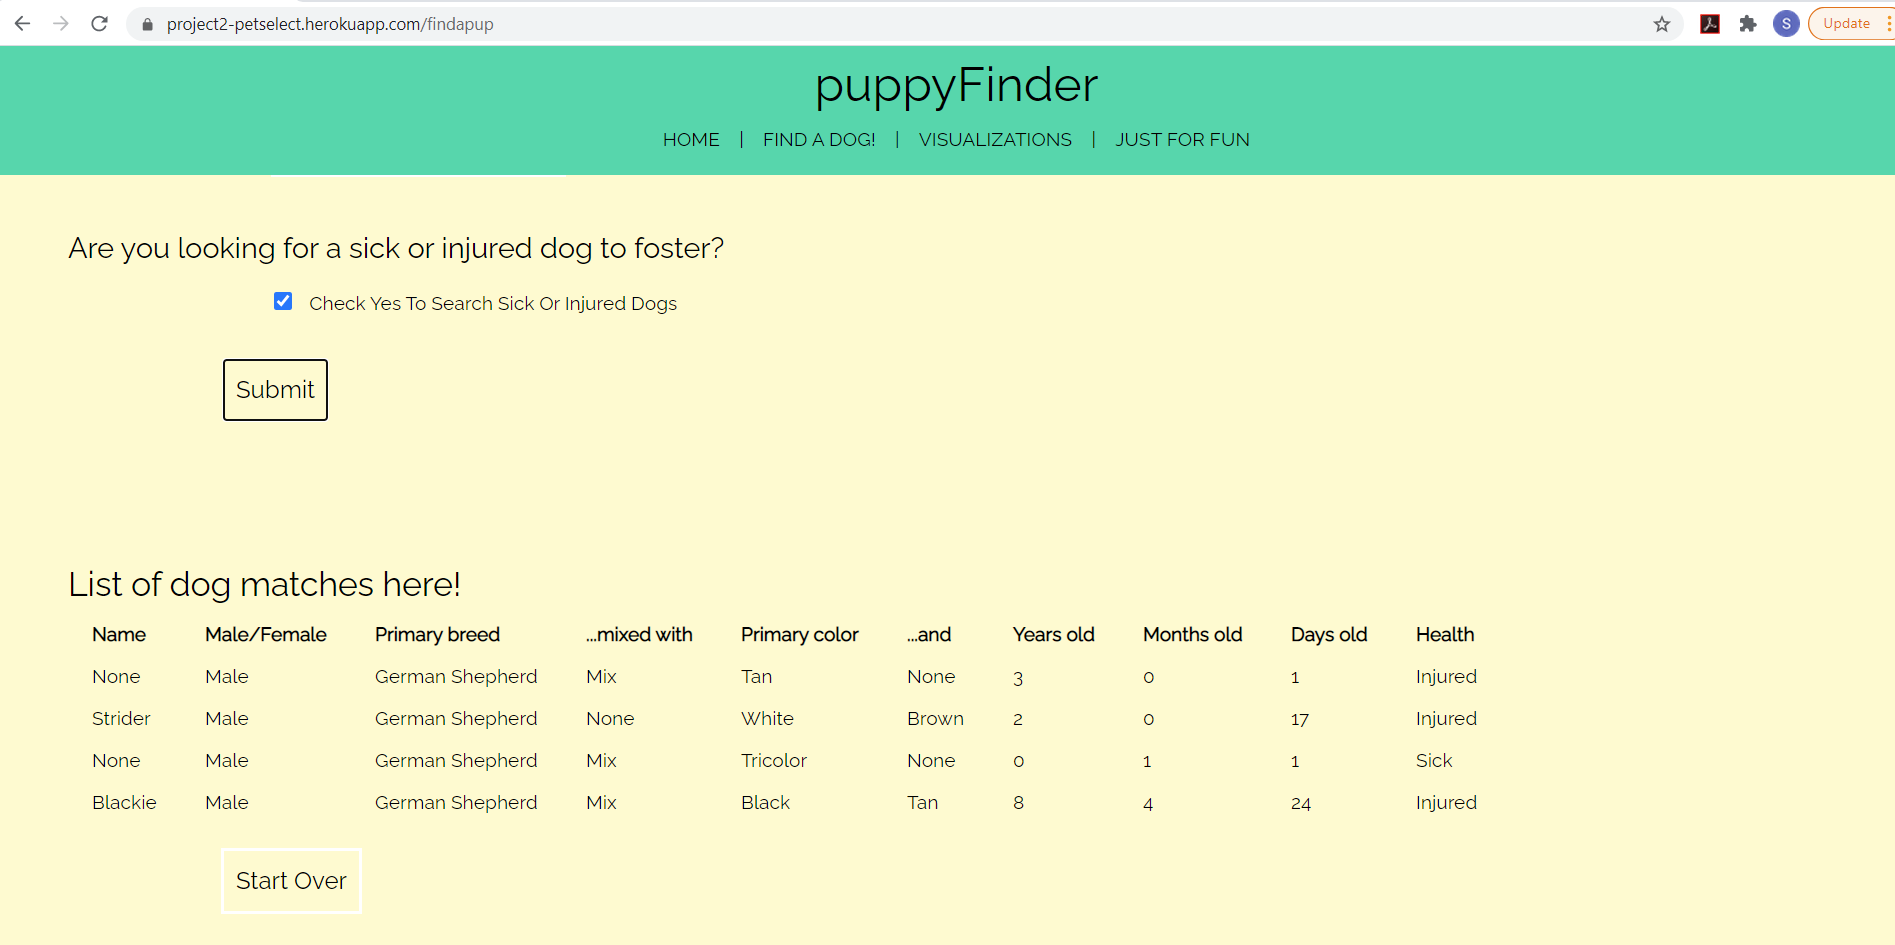 project2-petselect.herokuapp.com/findapup S Update
puppyFinder
HOME | FIND A DOG! | VISUALIZATIONS | JUST FOR FUN
Are you looking for a sick or injured dog to foster?
Check Yes To Search Sick Or Injured Dogs
Submit
List of dog matches here!
Name Male/Female Primary breed ...mixed with Primary color ...and Years old Months old Days old Health
None Male German Shepherd Mix Tan None 3 0 1 Injured
Strider Male German Shepherd None White Brown 2 0 17 Injured
None Male German Shepherd Mix Tricolor None 0 1 1 Sick
Blackie Male German Shepherd Mix Black Tan 8 4 24 Injured
Start Over